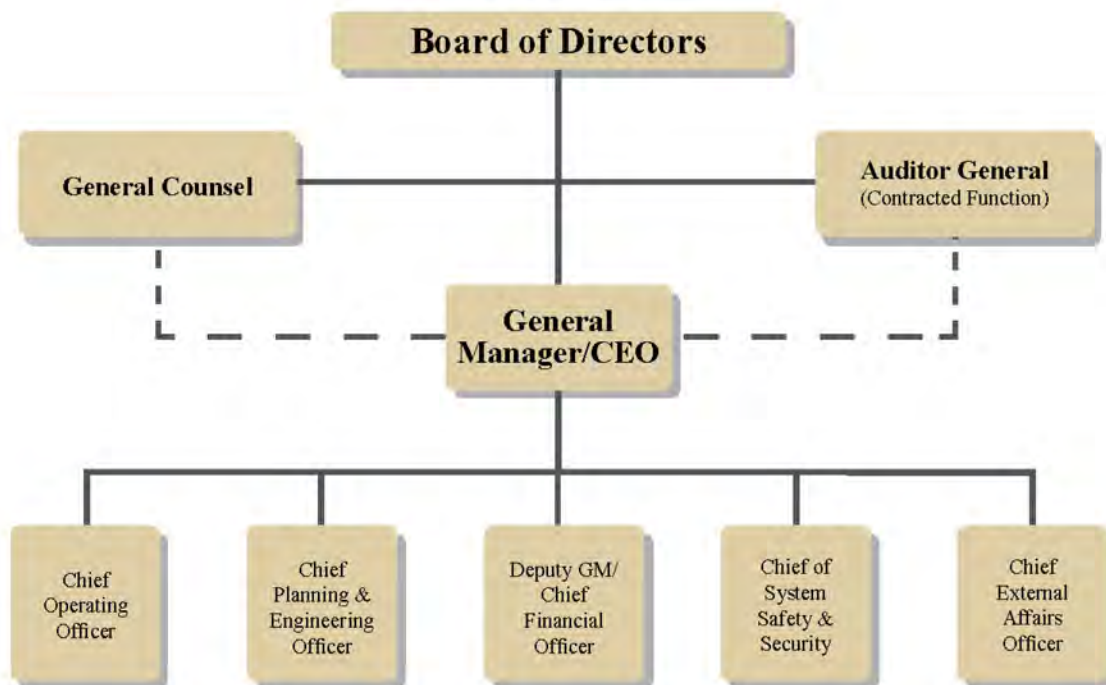 Board of Directors
General Counsel
Auditor General
(Contracted Function)
General
Manager/CEO
Chief
Operating
Officer
Chief
Planning &
Engineering
Officer
Deputy GM/
Chief
Financial
Officer
Chief of
System
Safety &
Security
Chief
External
Affairs
Officer